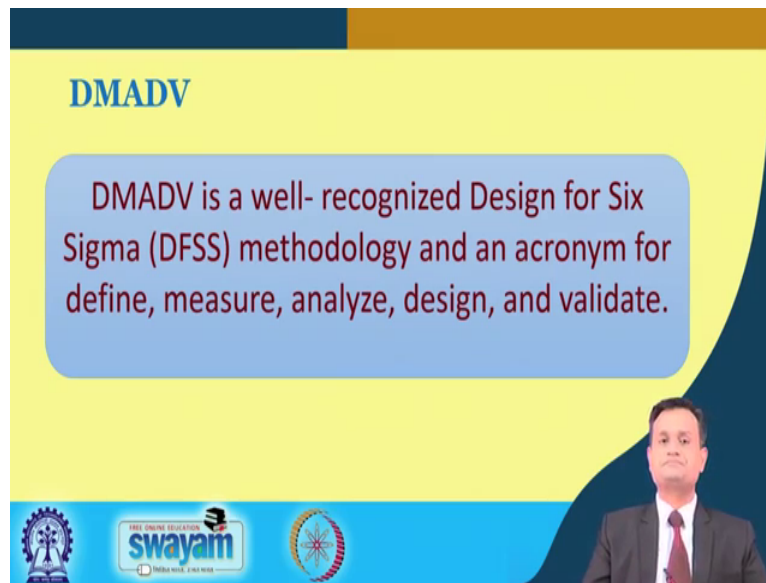 DMADV
DMADV is a well- recognized Design for Six
Sigma (DFSS) methodology and an acronym for
define, measure, analyze, design, and validate.
FREE ONLINE EDUCATION
swayam